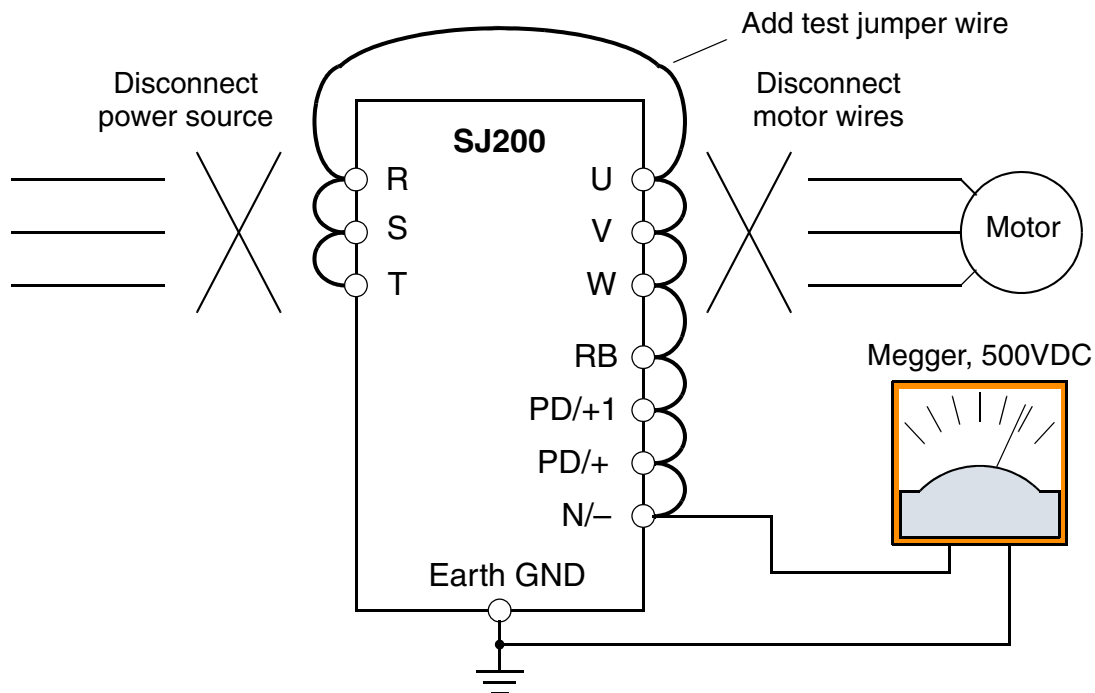 Add test jumper wire
Disconnect
power source
Disconnect
motor wires
SJ200
R
U
S
V
Motor
T
W
RB
Megger, 500VDC
PD/+1
PD/+
N/–
Earth GND